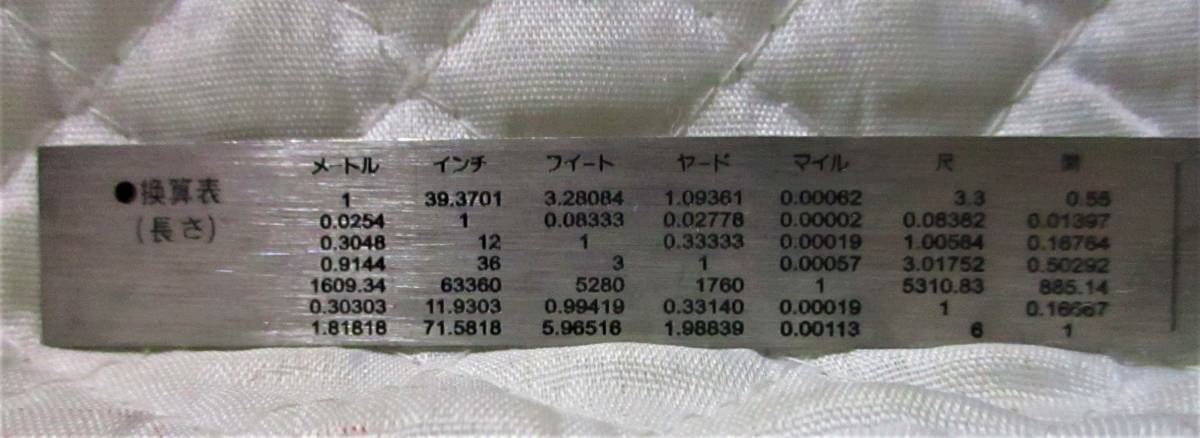 ●換算表
(長さ)
メートル インチ フィート ヤード マイル 尺 間
1 39.3701 3.28084 1.09361 0.00062 3.3 0.55
0.0254 1 0.08333 0.02778 0.00002 0.08382 0.01397
0.3048 12 1 0.33333 0.00019 1.00584 0.16764
0.9144 36 3 1 0.00057 3.01752 0.50292
1609.34 63360 5280 1760 1 5310.83 885.14
0.30303 11.9303 0.99419 0.33140 0.00019 1 0.16667
1.81818 71.5818 5.96516 1.98839 0.00113 6 1